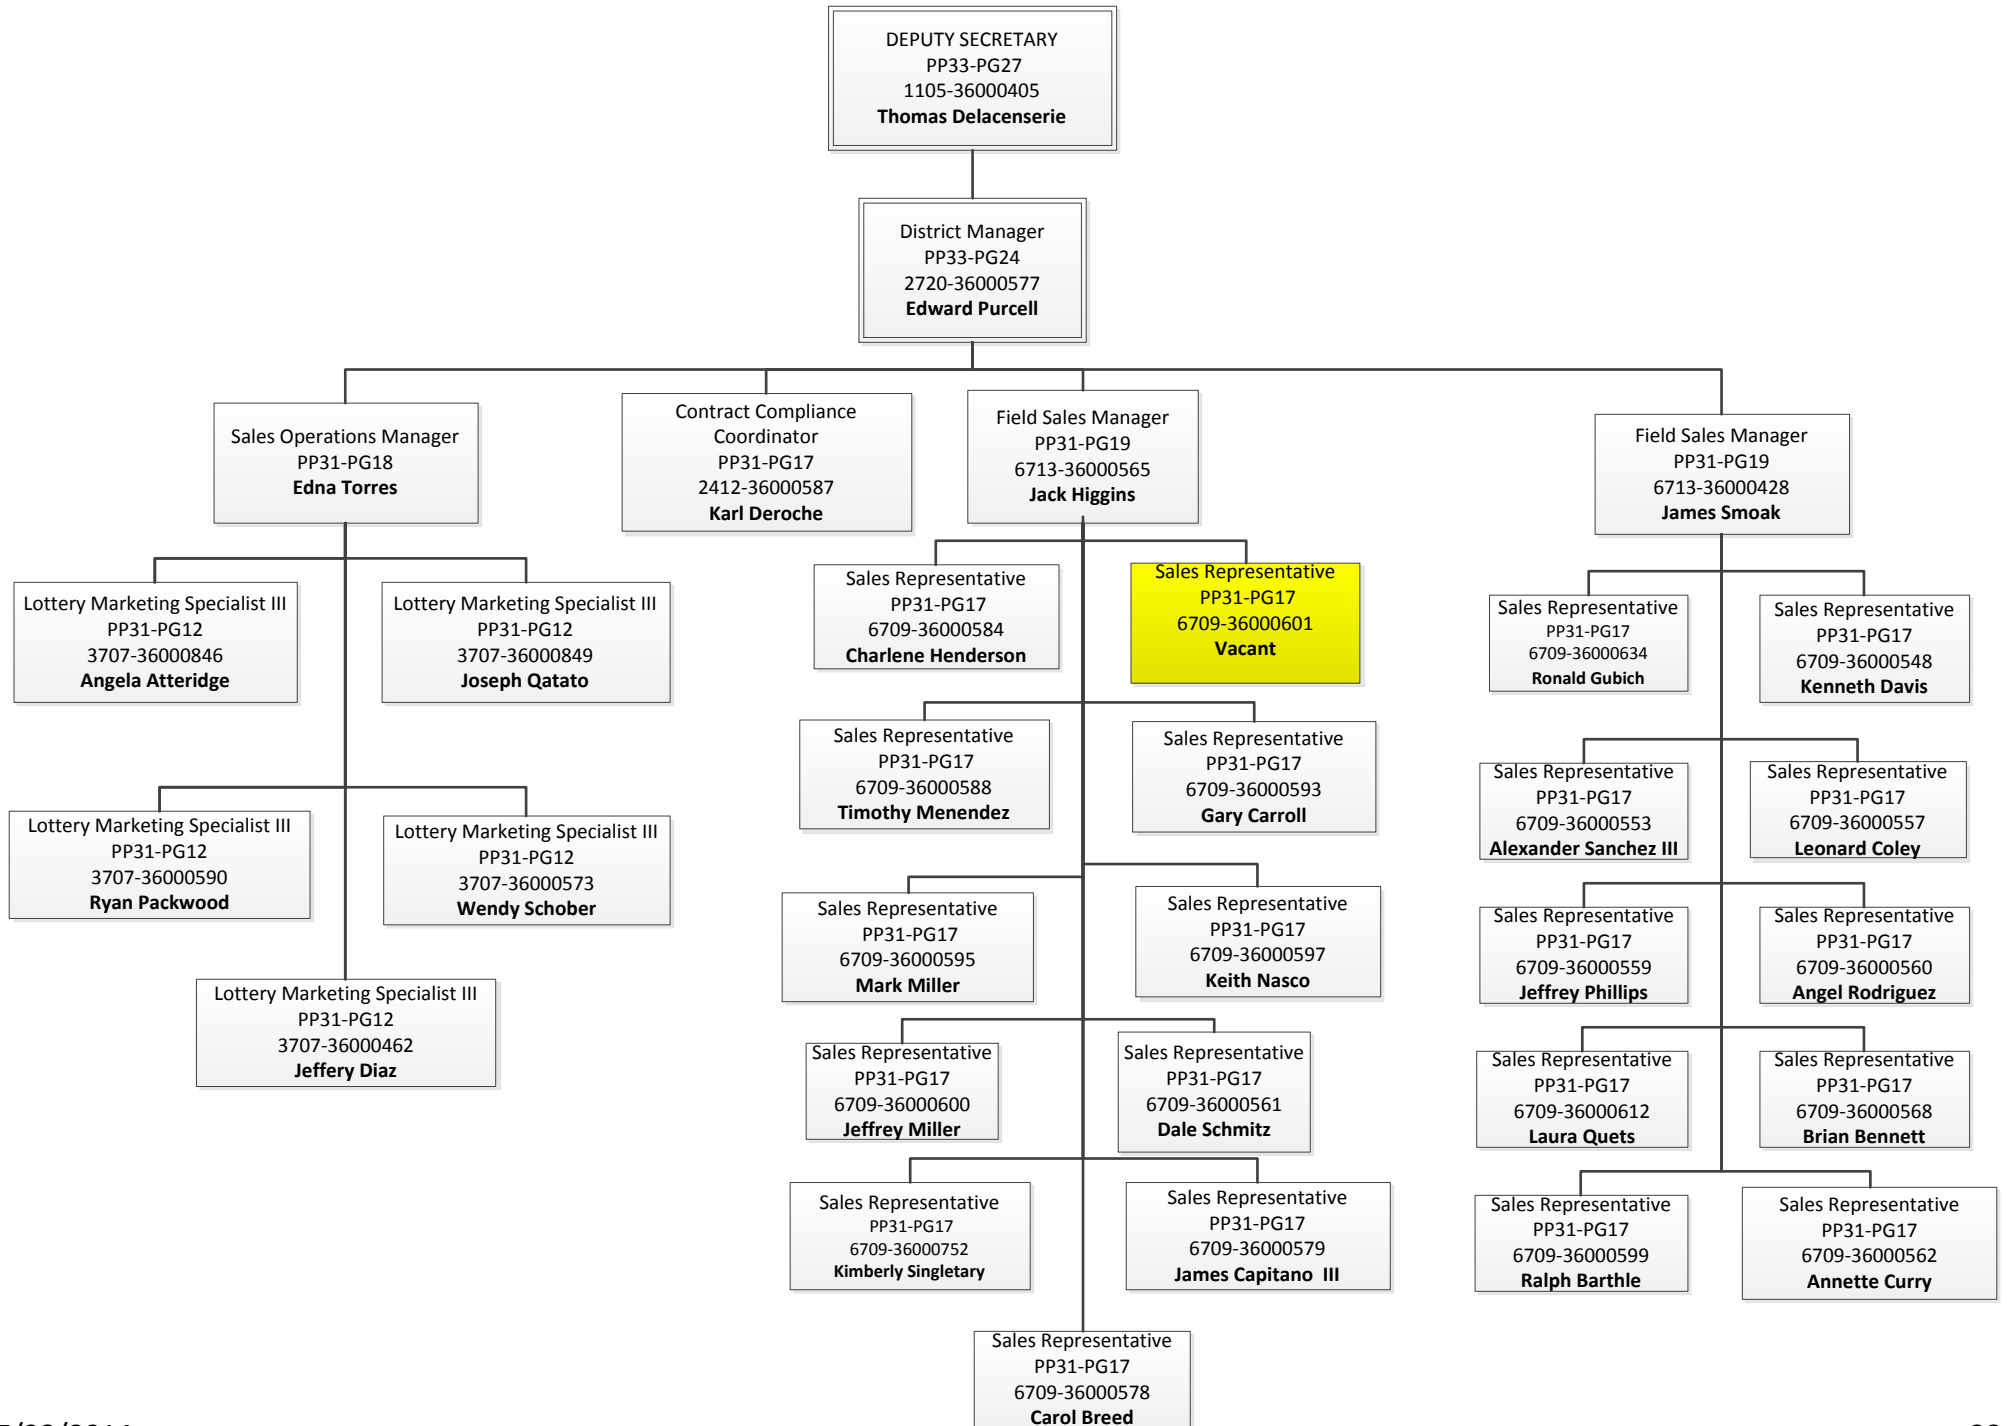 DEPUTY SECRETARY
PP33-PG27
1105-36000405
Thomas Delacenserie
District Manager
PP33-PG24
2720-36000577
Edward Purcell
Sales Operations Manager
PP31-PG18
Edna Torres
Contract Compliance
Coordinator
PP31-PG17
2412-36000587
Karl Deroche
Field Sales Manager
PP31-PG19
6713-36000565
Jack Higgins
Field Sales Manager
PP31-PG19
6713-36000428
James Smoak
Lottery Marketing Specialist III
PP31-PG12
3707-36000846
Angela Atteridge
Lottery Marketing Specialist III
PP31-PG12
3707-36000849
Joseph Qatato
Lottery Marketing Specialist III
PP31-PG12
3707-36000590
Ryan Packwood
Lottery Marketing Specialist III
PP31-PG12
3707-36000573
Wendy Schober
Lottery Marketing Specialist III
PP31-PG12
3707-36000462
Jeffery Diaz
Sales Representative
PP31-PG17
6709-36000584
Charlene Henderson
Sales Representative
PP31-PG17
6709-36000601
Vacant
Sales Representative
PP31-PG17
6709-36000588
Timothy Menendez
Sales Representative
PP31-PG17
6709-36000593
Gary Carroll
Sales Representative
PP31-PG17
6709-36000595
Mark Miller
Sales Representative
PP31-PG17
6709-36000597
Keith Nasco
Sales Representative
PP31-PG17
6709-36000600
Jeffrey Miller
Sales Representative
PP31-PG17
6709-36000561
Dale Schmitz
Sales Representative
PP31-PG17
6709-36000752
Kimberly Singletary
Sales Representative
PP31-PG17
6709-36000579
James Capitano III
Sales Representative
PP31-PG17
6709-36000578
Carol Breed
Sales Representative
PP31-PG17
6709-36000634
Ronald Gubich
Sales Representative
PP31-PG17
6709-36000548
Kenneth Davis
Sales Representative
PP31-PG17
6709-36000553
Alexander Sanchez III
Sales Representative
PP31-PG17
6709-36000557
Leonard Coley
Sales Representative
PP31-PG17
6709-36000559
Jeffrey Phillips
Sales Representative
PP31-PG17
6709-36000560
Angel Rodriguez
Sales Representative
PP31-PG17
6709-36000612
Laura Quets
Sales Representative
PP31-PG17
6709-36000568
Brian Bennett
Sales Representative
PP31-PG17
6709-36000599
Ralph Barthle
Sales Representative
PP31-PG17
6709-36000562
Annette Curry